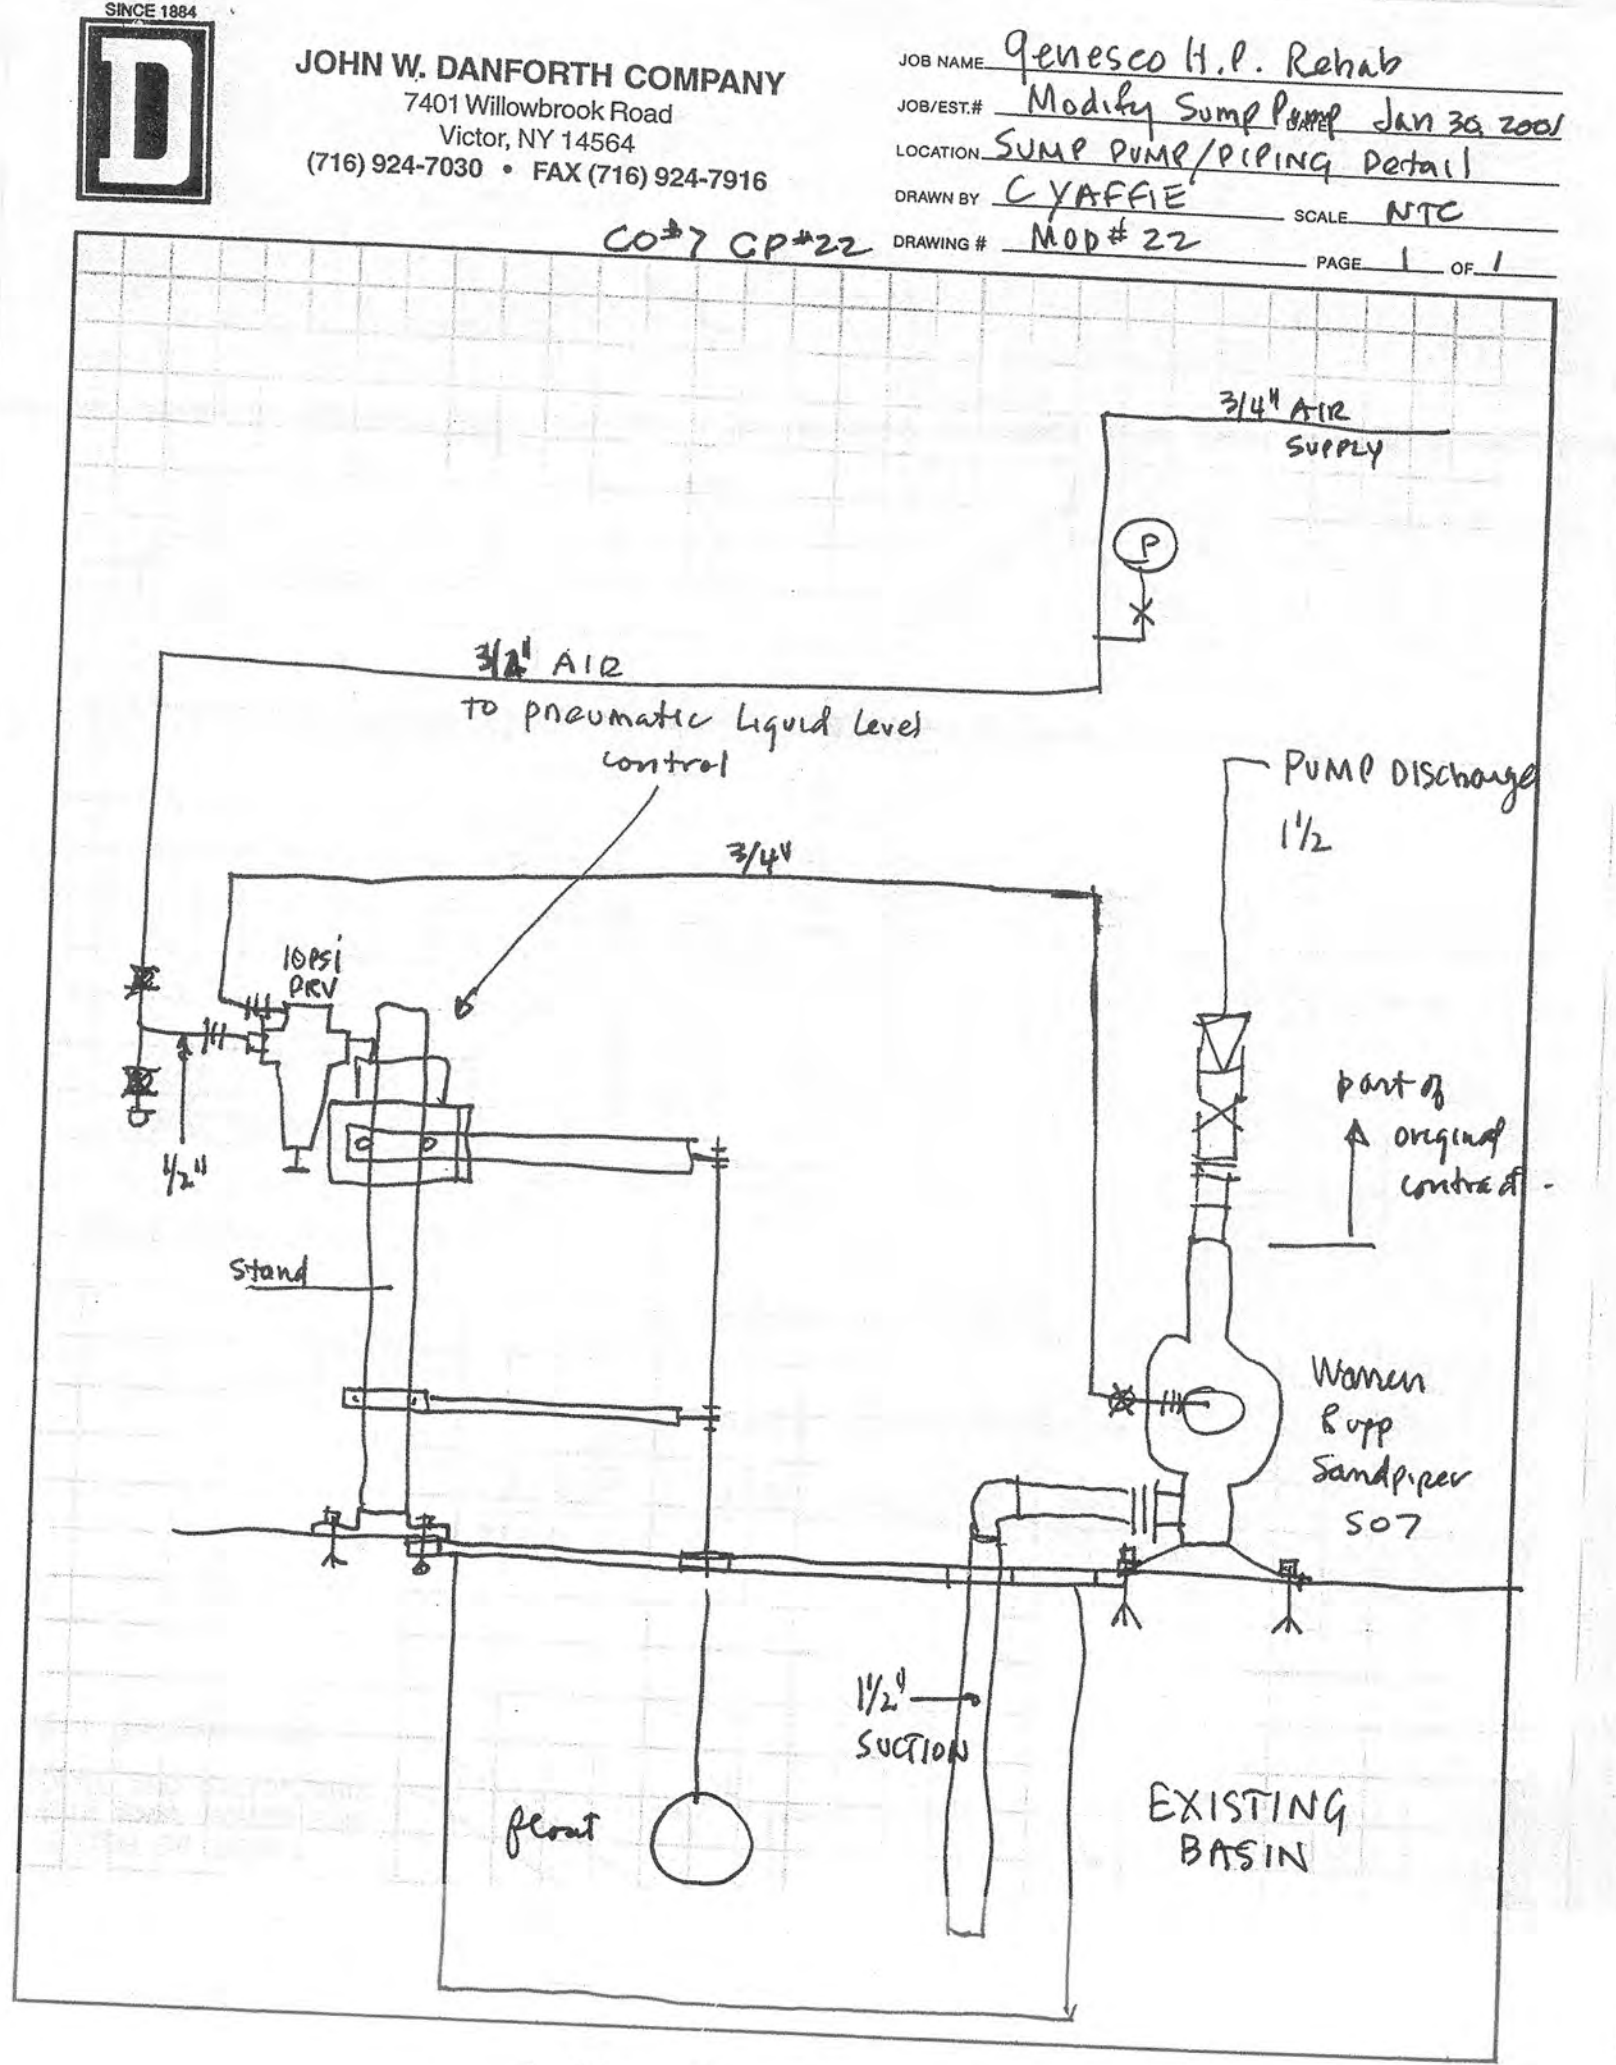 SINCE 1884
D
JOHN W. DANFORTH COMPANY
7401 Willowbrook Road
Victor, NY 14564
(716) 924-7030 • FAX (716) 924-7916
JOB NAME Genesco H.P. Rehab
JOB/EST.# Modify Sump Pump DATE Jan 30, 2001
LOCATION SUMP PUMP/PIPING Detail
DRAWN BY C YAFFIE SCALE NTC
CO#7 CP#22 DRAWING # MOD# 22
PAGE 1 OF 1
3/4" AIR
SUPPLY
P
AIR
to pneumatic Liquid Level
control
PUMP Discharge
1 1/2
3/4"
10psi
PRV
part of
original
contract.
1/2"
Stand
Warren
Rupp
Sandpiper
S07
1 1/2"
SUCTION
float
EXISTING
BASIN